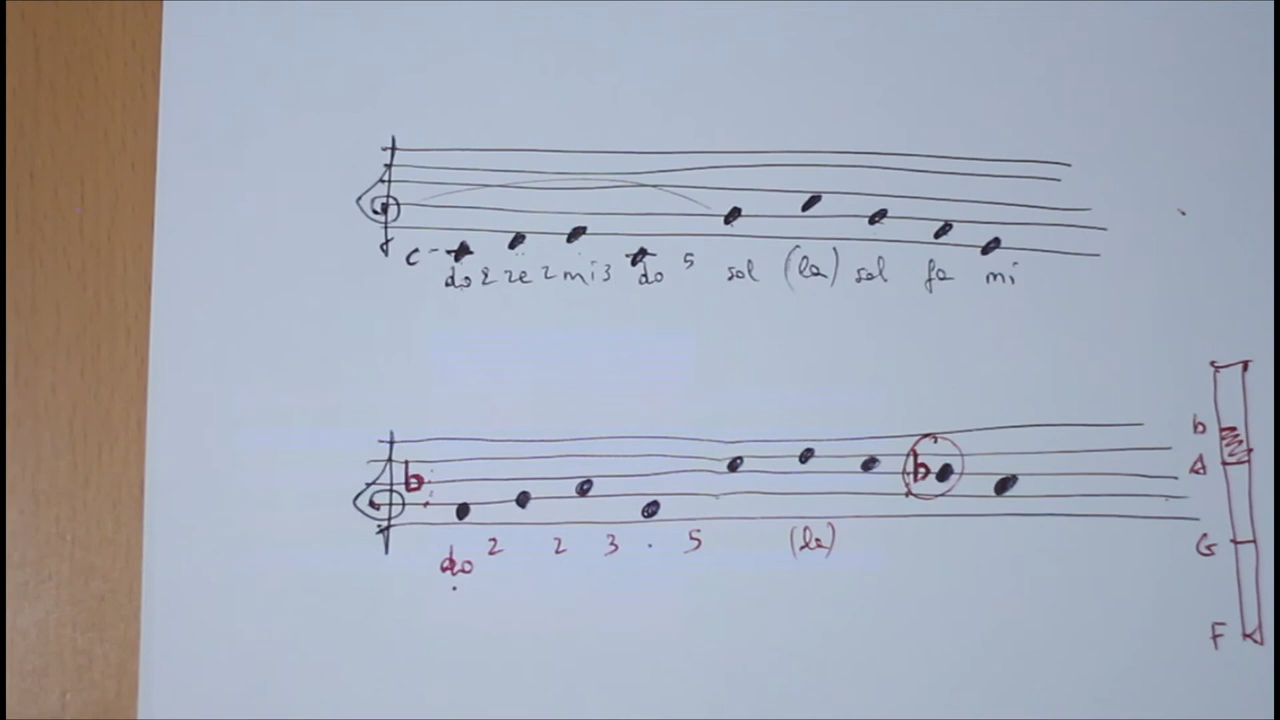 c - do 2 re 2 mi 3 do 5 sol (la) sol fa mi
b
b
b
A
do 2 2 3 . 5 (la)
G
F